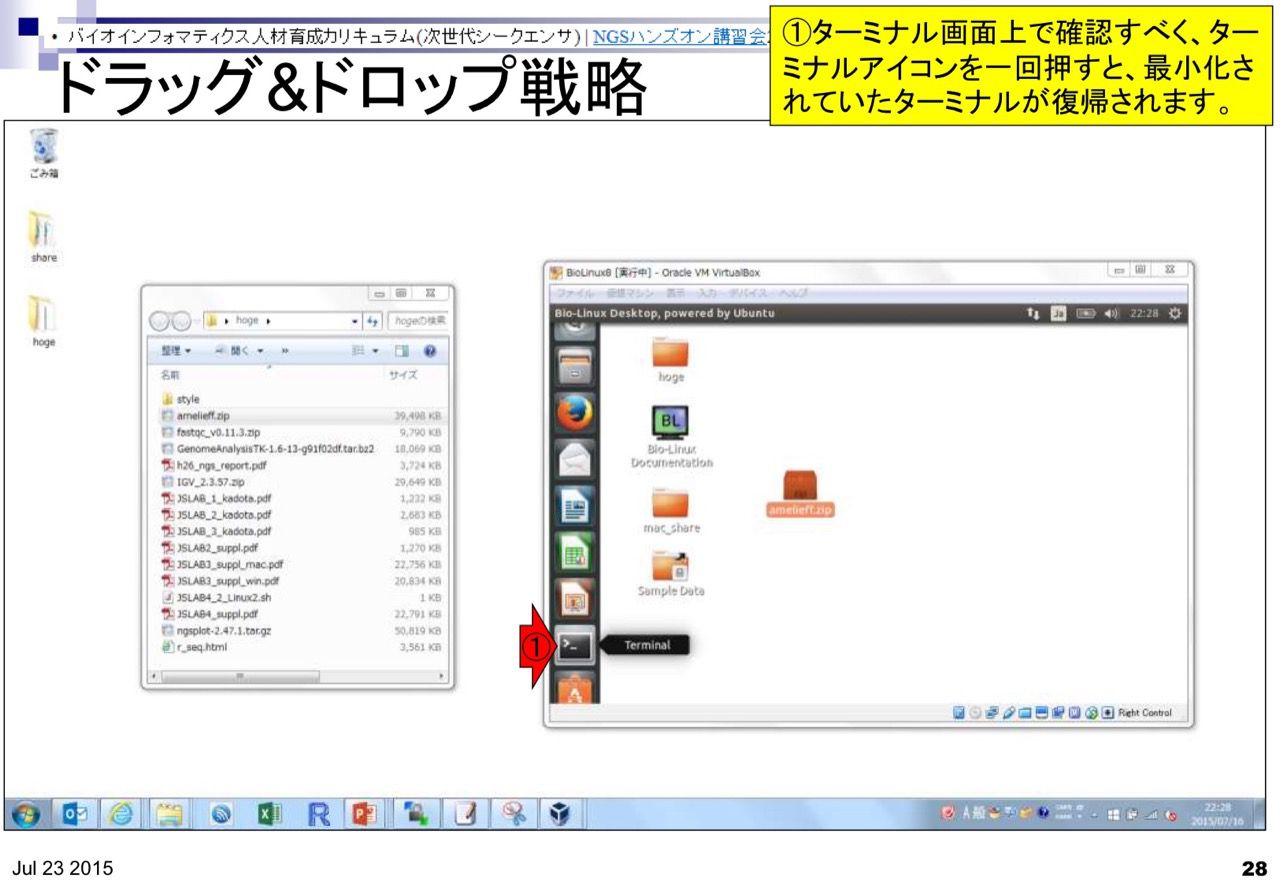 • バイオインフォマティクス人材育成カリキュラム(次世代シークエンサ) | NGSハンズオン講習会
ドラッグ&ドロップ戦略
①ターミナル画面上で確認すべく、ター
ミナルアイコンを一回押すと、最小化さ
れていたターミナルが復帰されます。
ごみ箱
share
hoge
hoge
hogeの検索
整理
開く
»
名前 サイズ
style
amelieff.zip 39,498 KB
fastqc_v0.11.3.zip 9,790 KB
GenomeAnalysisTK-1.6-13-g91f02df.tar.bz2 18,069 KB
h26_ngs_report.pdf 3,724 KB
IGV_2.3.57.zip 29,649 KB
JSLAB_1_kadota.pdf 1,232 KB
JSLAB_2_kadota.pdf 2,683 KB
JSLAB_3_kadota.pdf 985 KB
JSLAB2_suppl.pdf 1,270 KB
JSLAB3_suppl_mac.pdf 22,756 KB
JSLAB3_suppl_win.pdf 20,834 KB
JSLAB4_2_Linux2.sh 1 KB
JSLAB4_suppl.pdf 22,791 KB
ngsplot-2.47.1.tar.gz 50,819 KB
r_seq.html 3,561 KB
BioLinux8 [実行中] - Oracle VM VirtualBox
ファイル 仮想マシン 表示 入力 デバイス ヘルプ
Bio-Linux Desktop, powered by Ubuntu
Ja
22:28
hoge
BL
Bio-Linux
Documentation
mac_share
Sample Data
zip
amelieff.zip
①
Terminal
Right Control
A 般
22:28
2015/07/16
Jul 23 2015
28